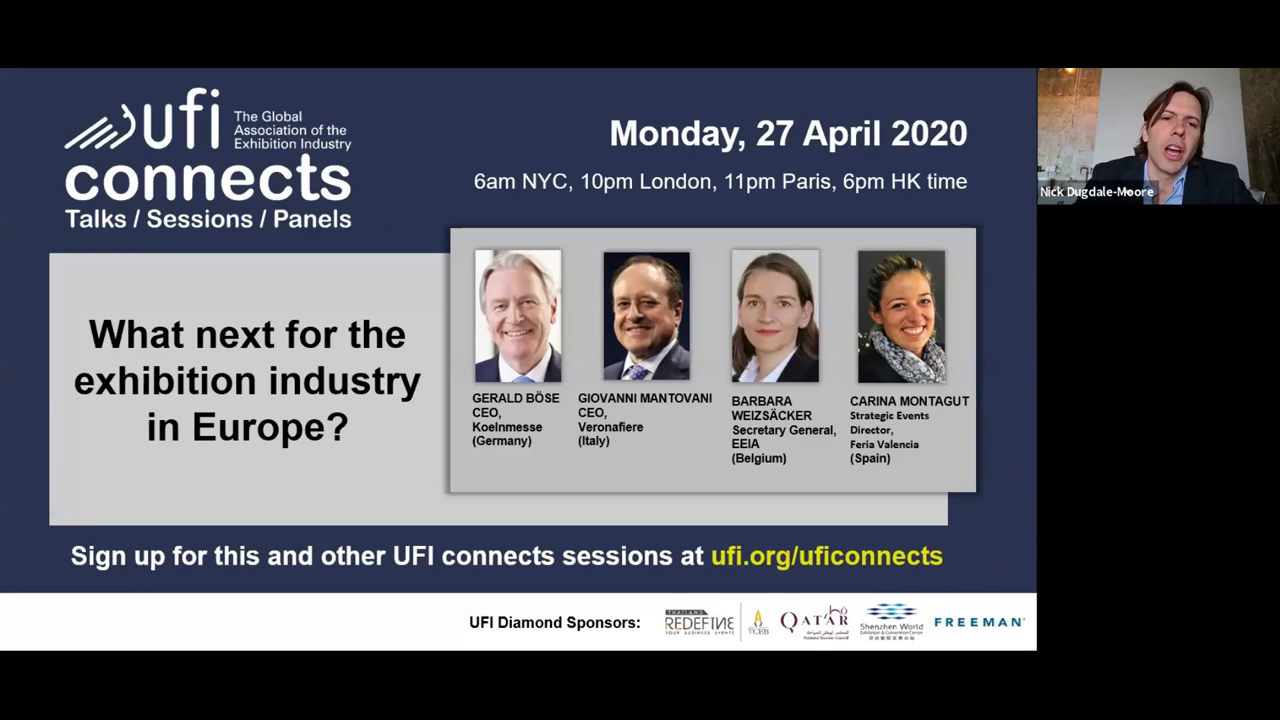 ufi
The Global
Association of the
Exhibition Industry
connects
Talks / Sessions / Panels
Monday, 27 April 2020
6am NYC, 10pm London, 11pm Paris, 6pm HK time
Nick Dugdale-Moore
What next for the
exhibition industry
in Europe?
GERALD BÖSE
CEO,
Koelnmesse
(Germany)
GIOVANNI MANTOVANI
CEO,
Veronafiere
(Italy)
BARBARA
WEIZSÄCKER
Secretary General,
EEIA
(Belgium)
CARINA MONTAGUT
Strategic Events
Director,
Feria Valencia
(Spain)
Sign up for this and other UFI connects sessions at ufi.org/uficonnects
UFI Diamond Sponsors:
THAILAND
REDEFINE
YOUR BUSINESS EVENTS
TCEB
QATAR
National Tourism Council
Shenzhen World
Exhibition & Convention Center
FREEMAN